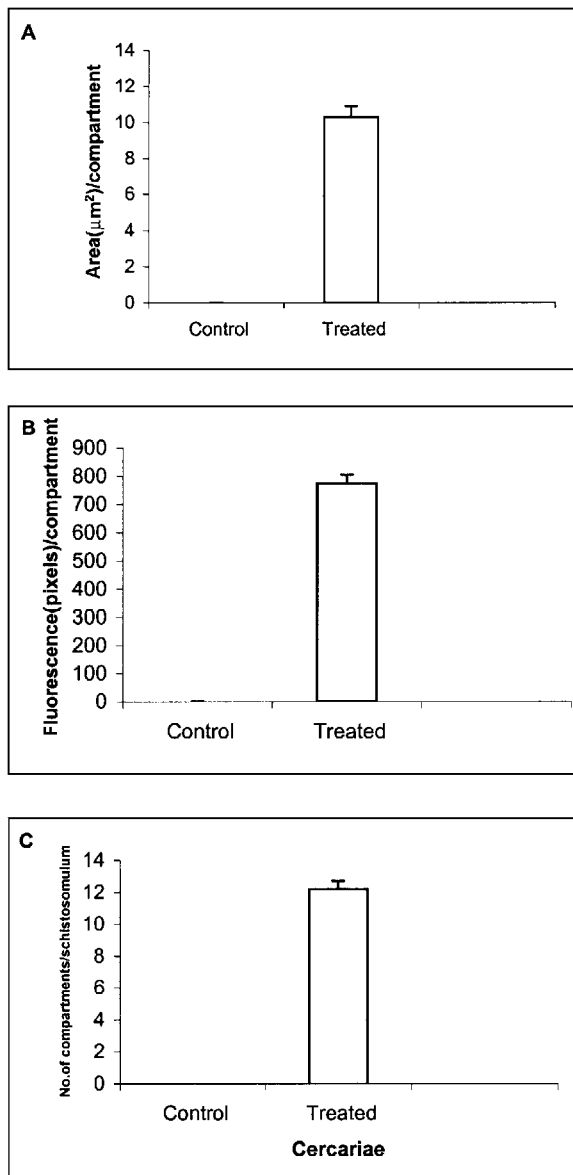 A
Area(μm²)/compartment
14
12
10
8
6
4
2
0
Control Treated
B
Fluorescence(pixels)/compartment
900
800
700
600
500
400
300
200
100
0
Control Treated
C
No.of compartments/schistosomulum
14
12
10
8
6
4
2
0
Control Treated
Cercariae